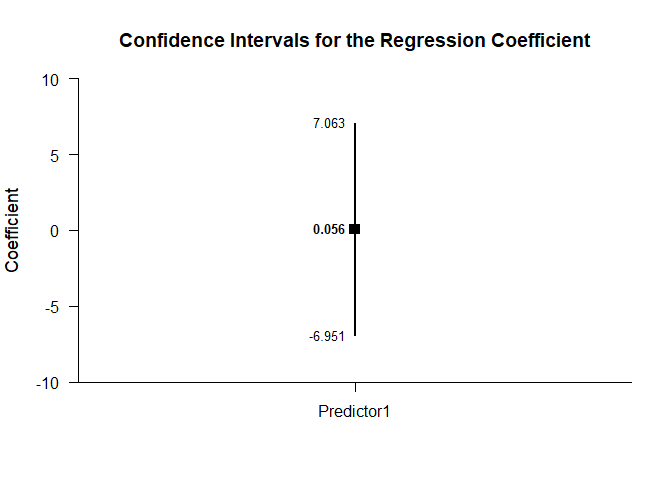 Confidence Intervals for the Regression Coefficient
Coefficient
10
5
0
-5
-10
7.063
0.056
-6.951
Predictor1